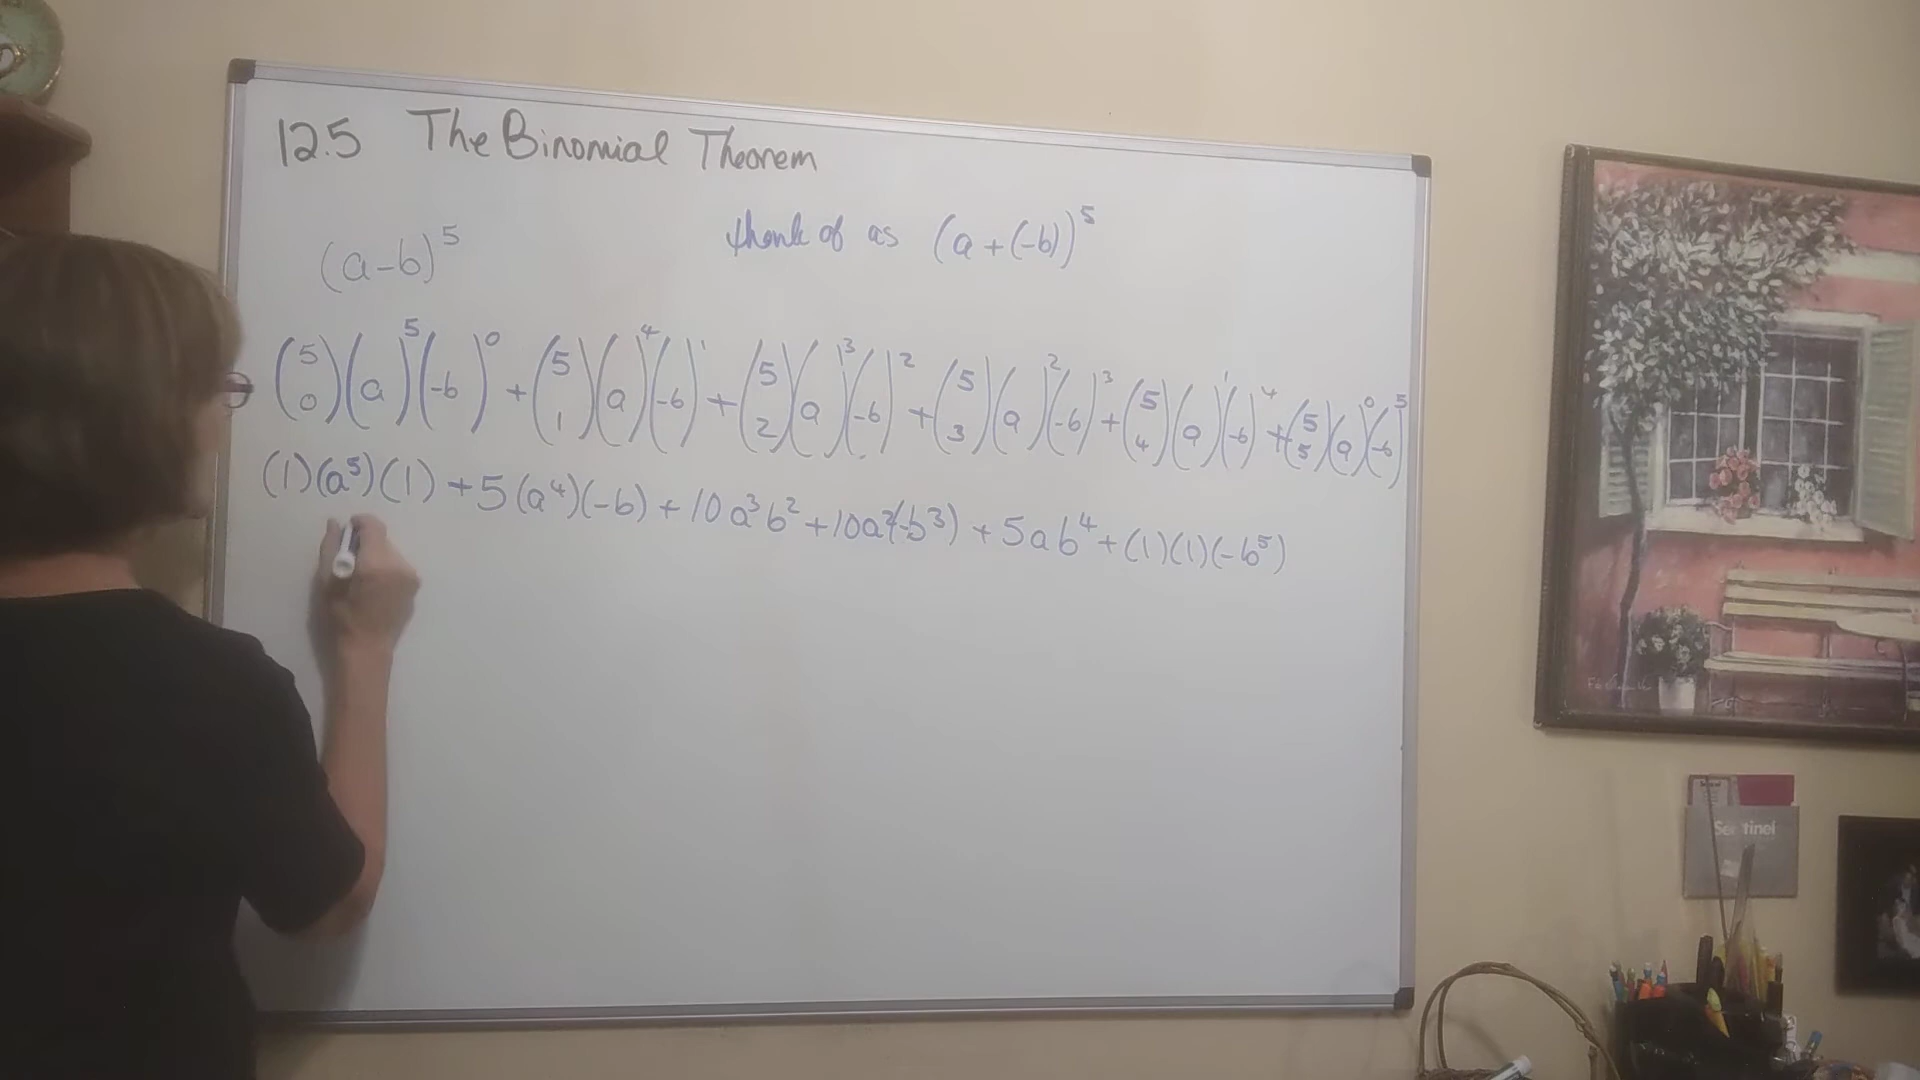 12.5 The Binomial Theorem
(a-b)^5 think of as (a+(-b))^5
(5 0)(a)^5(-b)^0 + (5 1)(a)^4(-b)^1 + (5 2)(a)^3(-b)^2 + (5 3)(a)^2(-b)^3 + (5 4)(a)^1(-b)^4 + (5 5)(a)^0(-b)^5
(1)(a^5)(1) + 5(a^4)(-b) + 10a^3b^2 + 10a^2(-b^3) + 5ab^4 + (1)(1)(-b^5)
Sentinel